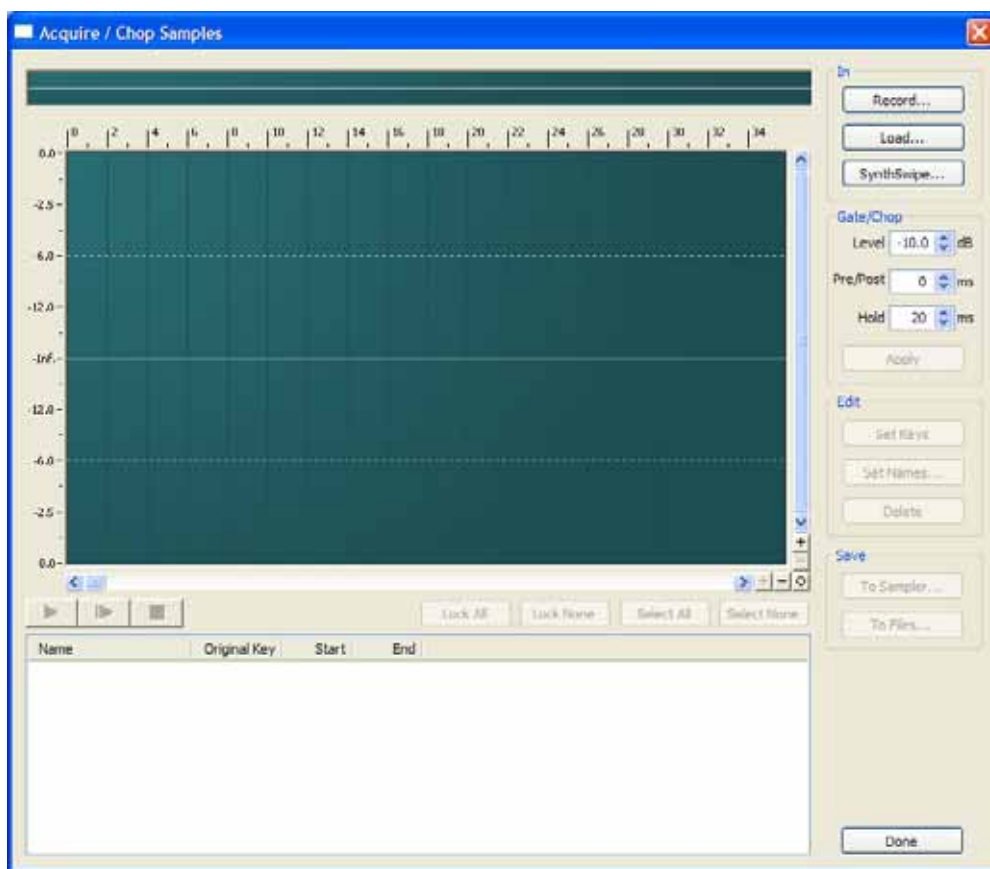 Acquire / Chop Samples
In
Record...
Load...
SynthSwipe...
0 2 4 6 8 10 12 14 16 18 20 22 24 26 28 30 32 34
0.0
-2.5
-6.0
-12.0
-Inf.
-12.0
-6.0
-2.5
0.0
Gate/Chop
Level -10.0 dB
Pre/Post 0 ms
Hold 20 ms
Apply
Edit
Set Keys
Set Names...
Delete
Save
To Sampler...
To Files...
Lock All Lock None Select All Select None
Name Original Key Start End
Done